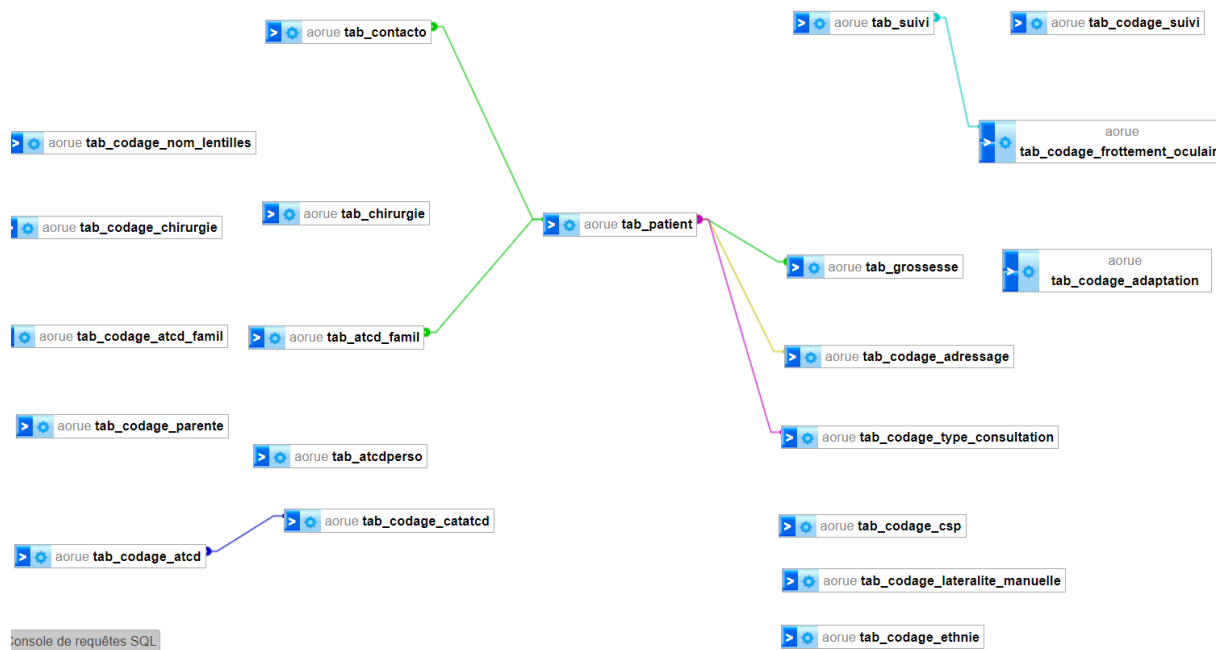 aorue tab_suivi
aorue tab_codage_suivi
aorue tab_contacto
aorue
tab_codage_frottement_oculair
aorue tab_codage_nom_lentilles
aorue tab_chirurgie
aorue tab_patient
aorue tab_codage_chirurgie
aorue tab_grossesse
aorue
tab_codage_adaptation
aorue tab_codage_atcd_famil
aorue tab_atcd_famil
aorue tab_codage_adressage
aorue tab_codage_parente
aorue tab_codage_type_consultation
aorue tab_atcdperso
aorue tab_codage_catatcd
aorue tab_codage_csp
aorue tab_codage_atcd
aorue tab_codage_lateralite_manuelle
aorue tab_codage_ethnie
Console de requêtes SQL